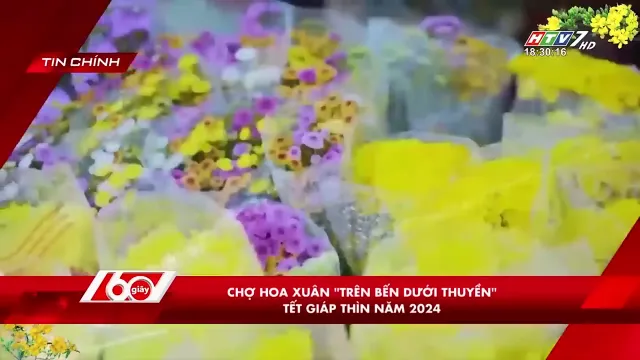 HTV7 HD
18:30:16
TIN CHÍNH
60 giây
CHỢ HOA XUÂN "TRÊN BẾN DƯỚI THUYỀN"
TẾT GIÁP THÌN NĂM 2024